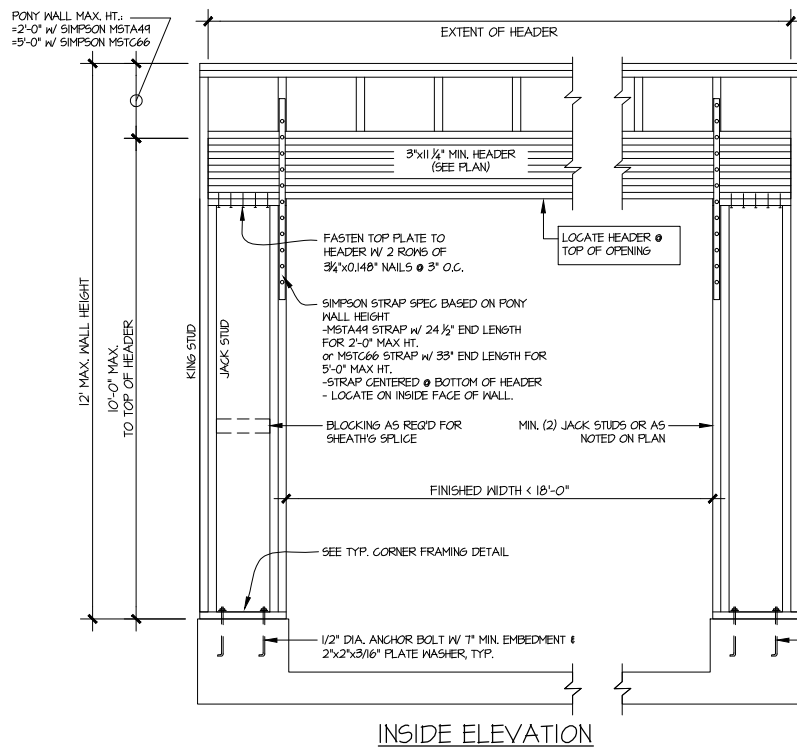 PONY WALL MAX. HT.:
=2'-0" W/ SIMPSON MSTA49
=5'-0" W/ SIMPSON MSTC66
EXTENT OF HEADER
3"x11 1/4" MIN. HEADER
(SEE PLAN)
FASTEN TOP PLATE TO
HEADER W/ 2 ROWS OF
3 1/4"x0.148" NAILS @ 3" O.C.
LOCATE HEADER @
TOP OF OPENING
SIMPSON STRAP SPEC BASED ON PONY
WALL HEIGHT
-MSTA49 STRAP W/ 24 1/2" END LENGTH
FOR 2'-0" MAX HT.
or MSTC66 STRAP W/ 33" END LENGTH FOR
5'-0" MAX HT.
-STRAP CENTERED @ BOTTOM OF HEADER
- LOCATE ON INSIDE FACE OF WALL.
12' MAX. WALL HEIGHT
10'-0" MAX.
TO TOP OF HEADER
KING STUD
JACK STUD
BLOCKING AS REQ'D FOR
SHEATH'G SPLICE
MIN. (2) JACK STUDS OR AS
NOTED ON PLAN
FINISHED WIDTH < 18'-0"
SEE TYP. CORNER FRAMING DETAIL
1/2" DIA. ANCHOR BOLT W/ 7" MIN. EMBEDMENT &
2"x2"x3/16" PLATE WASHER, TYP.
INSIDE ELEVATION